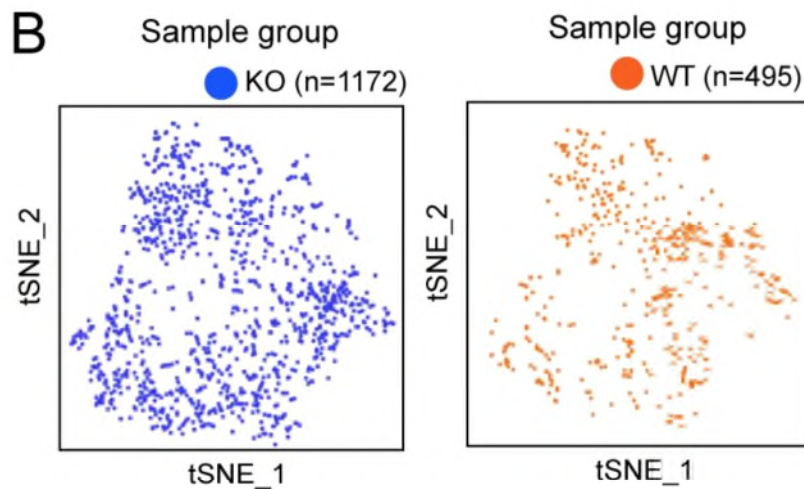 B
Sample group
KO (n=1172)
tSNE_2
tSNE_1
Sample group
WT (n=495)
tSNE_2
tSNE_1